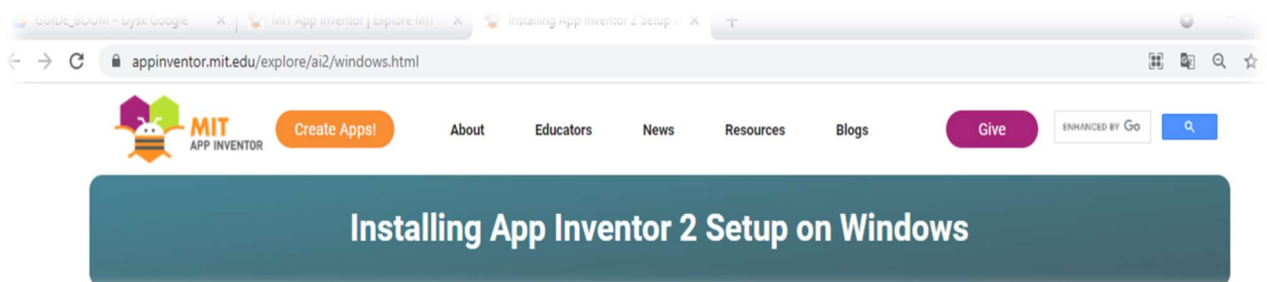 GUIDE_BOOM – Dysk Google MIT App Inventor | Explore MIT Installing App Inventor 2 Setup
appinventor.mit.edu/explore/ai2/windows.html
MIT
APP INVENTOR
Create Apps!
About
Educators
News
Resources
Blogs
Give
ENHANCED BY Go
Installing App Inventor 2 Setup on Windows